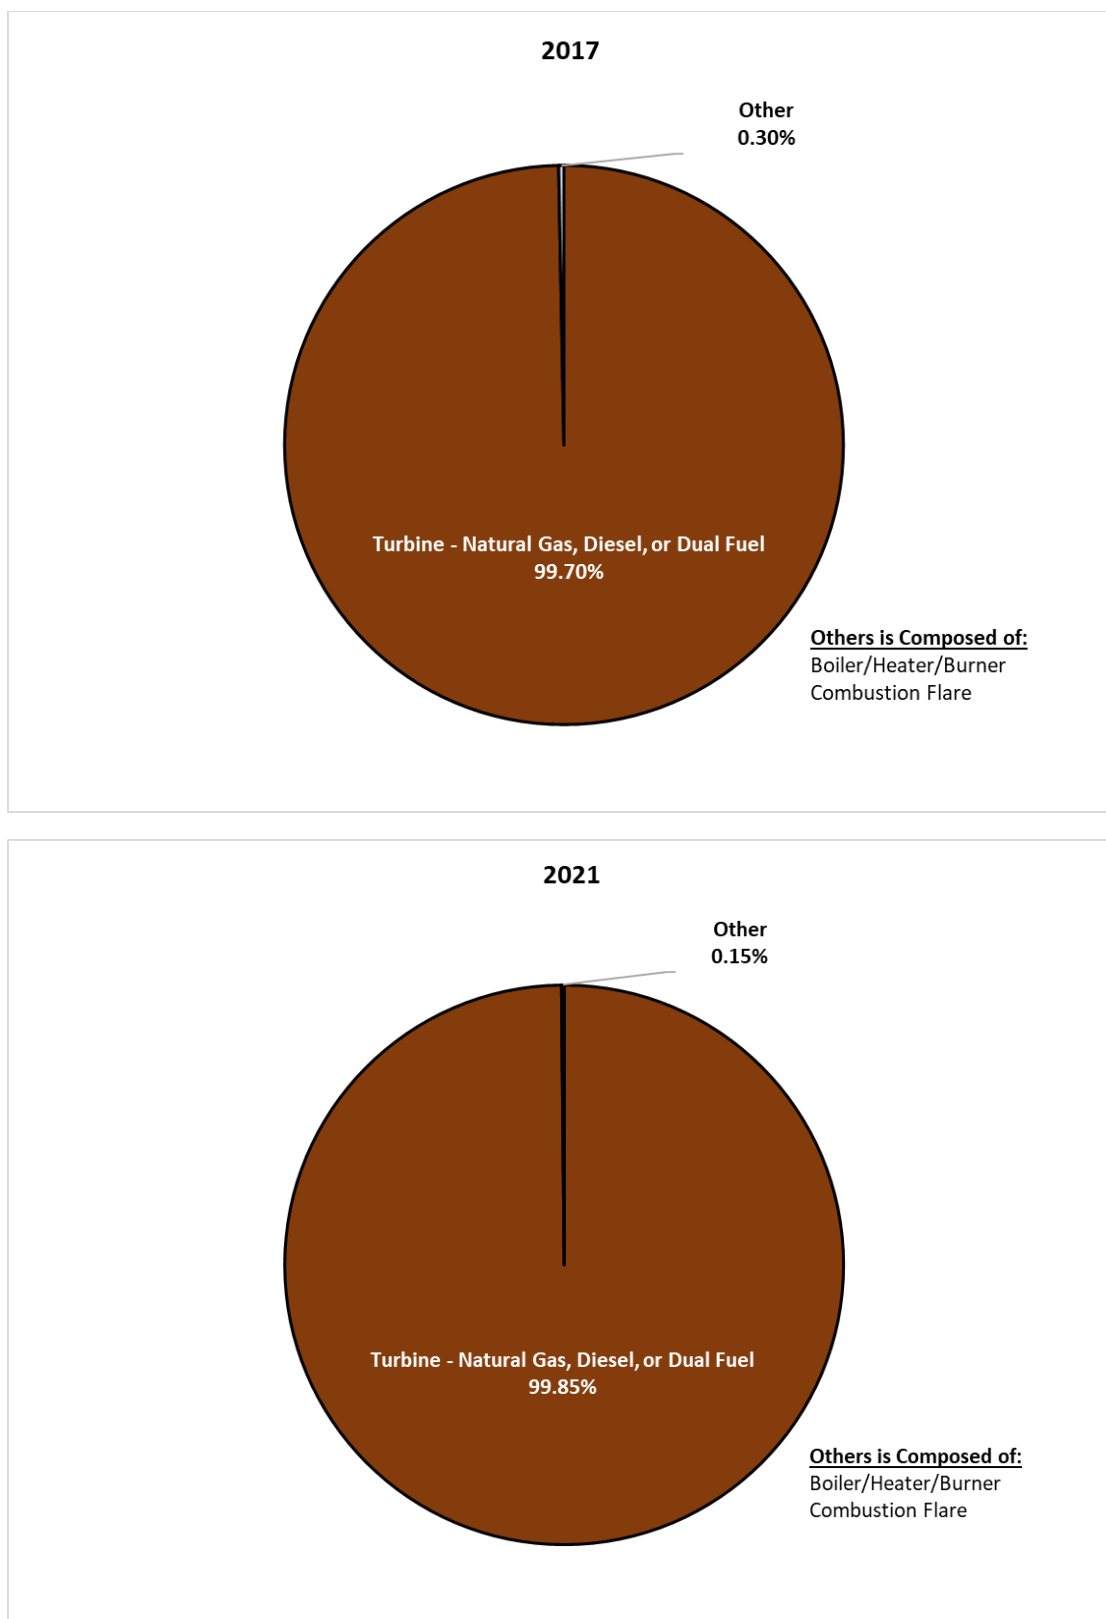 2017
Other
0.30%
Turbine - Natural Gas, Diesel, or Dual Fuel
99.70%
Others is Composed of:
Boiler/Heater/Burner
Combustion Flare
2021
Other
0.15%
Turbine - Natural Gas, Diesel, or Dual Fuel
99.85%
Others is Composed of:
Boiler/Heater/Burner
Combustion Flare